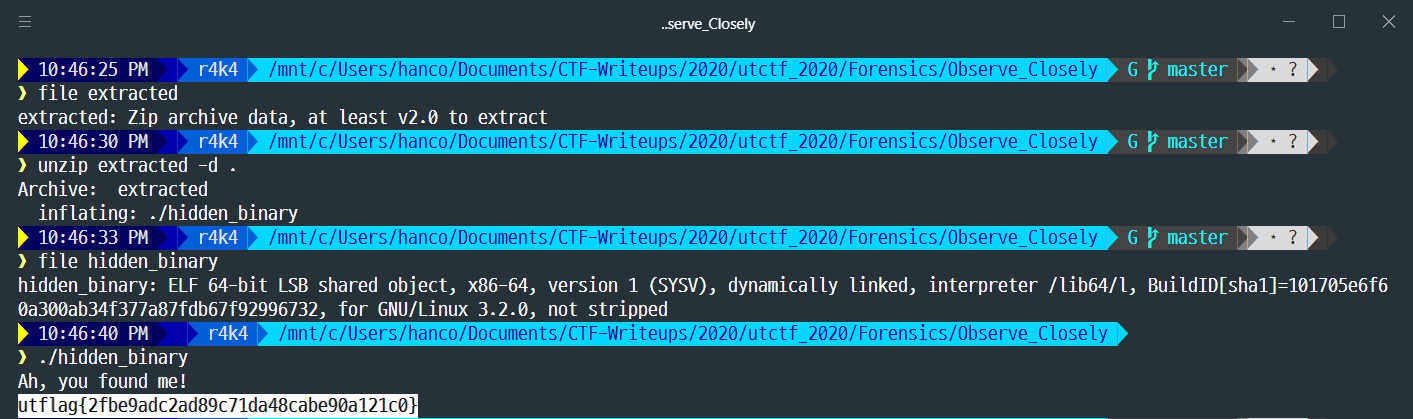 ..serve_Closely
10:46:25 PM r4k4 /mnt/c/Users/hanco/Documents/CTF-Writeups/2020/utctf_2020/Forensics/Observe_Closely G master * ?
❯ file extracted
extracted: Zip archive data, at least v2.0 to extract
10:46:30 PM r4k4 /mnt/c/Users/hanco/Documents/CTF-Writeups/2020/utctf_2020/Forensics/Observe_Closely G master * ?
❯ unzip extracted -d .
Archive:  extracted
  inflating: ./hidden_binary
10:46:33 PM r4k4 /mnt/c/Users/hanco/Documents/CTF-Writeups/2020/utctf_2020/Forensics/Observe_Closely G master * ?
❯ file hidden_binary
hidden_binary: ELF 64-bit LSB shared object, x86-64, version 1 (SYSV), dynamically linked, interpreter /lib64/l, BuildID[sha1]=101705e6f6
0a300ab34f377a87fdb67f92996732, for GNU/Linux 3.2.0, not stripped
10:46:40 PM r4k4 /mnt/c/Users/hanco/Documents/CTF-Writeups/2020/utctf_2020/Forensics/Observe_Closely
❯ ./hidden_binary
Ah, you found me!
utflag{2fbe9adc2ad89c71da48cabe90a121c0}